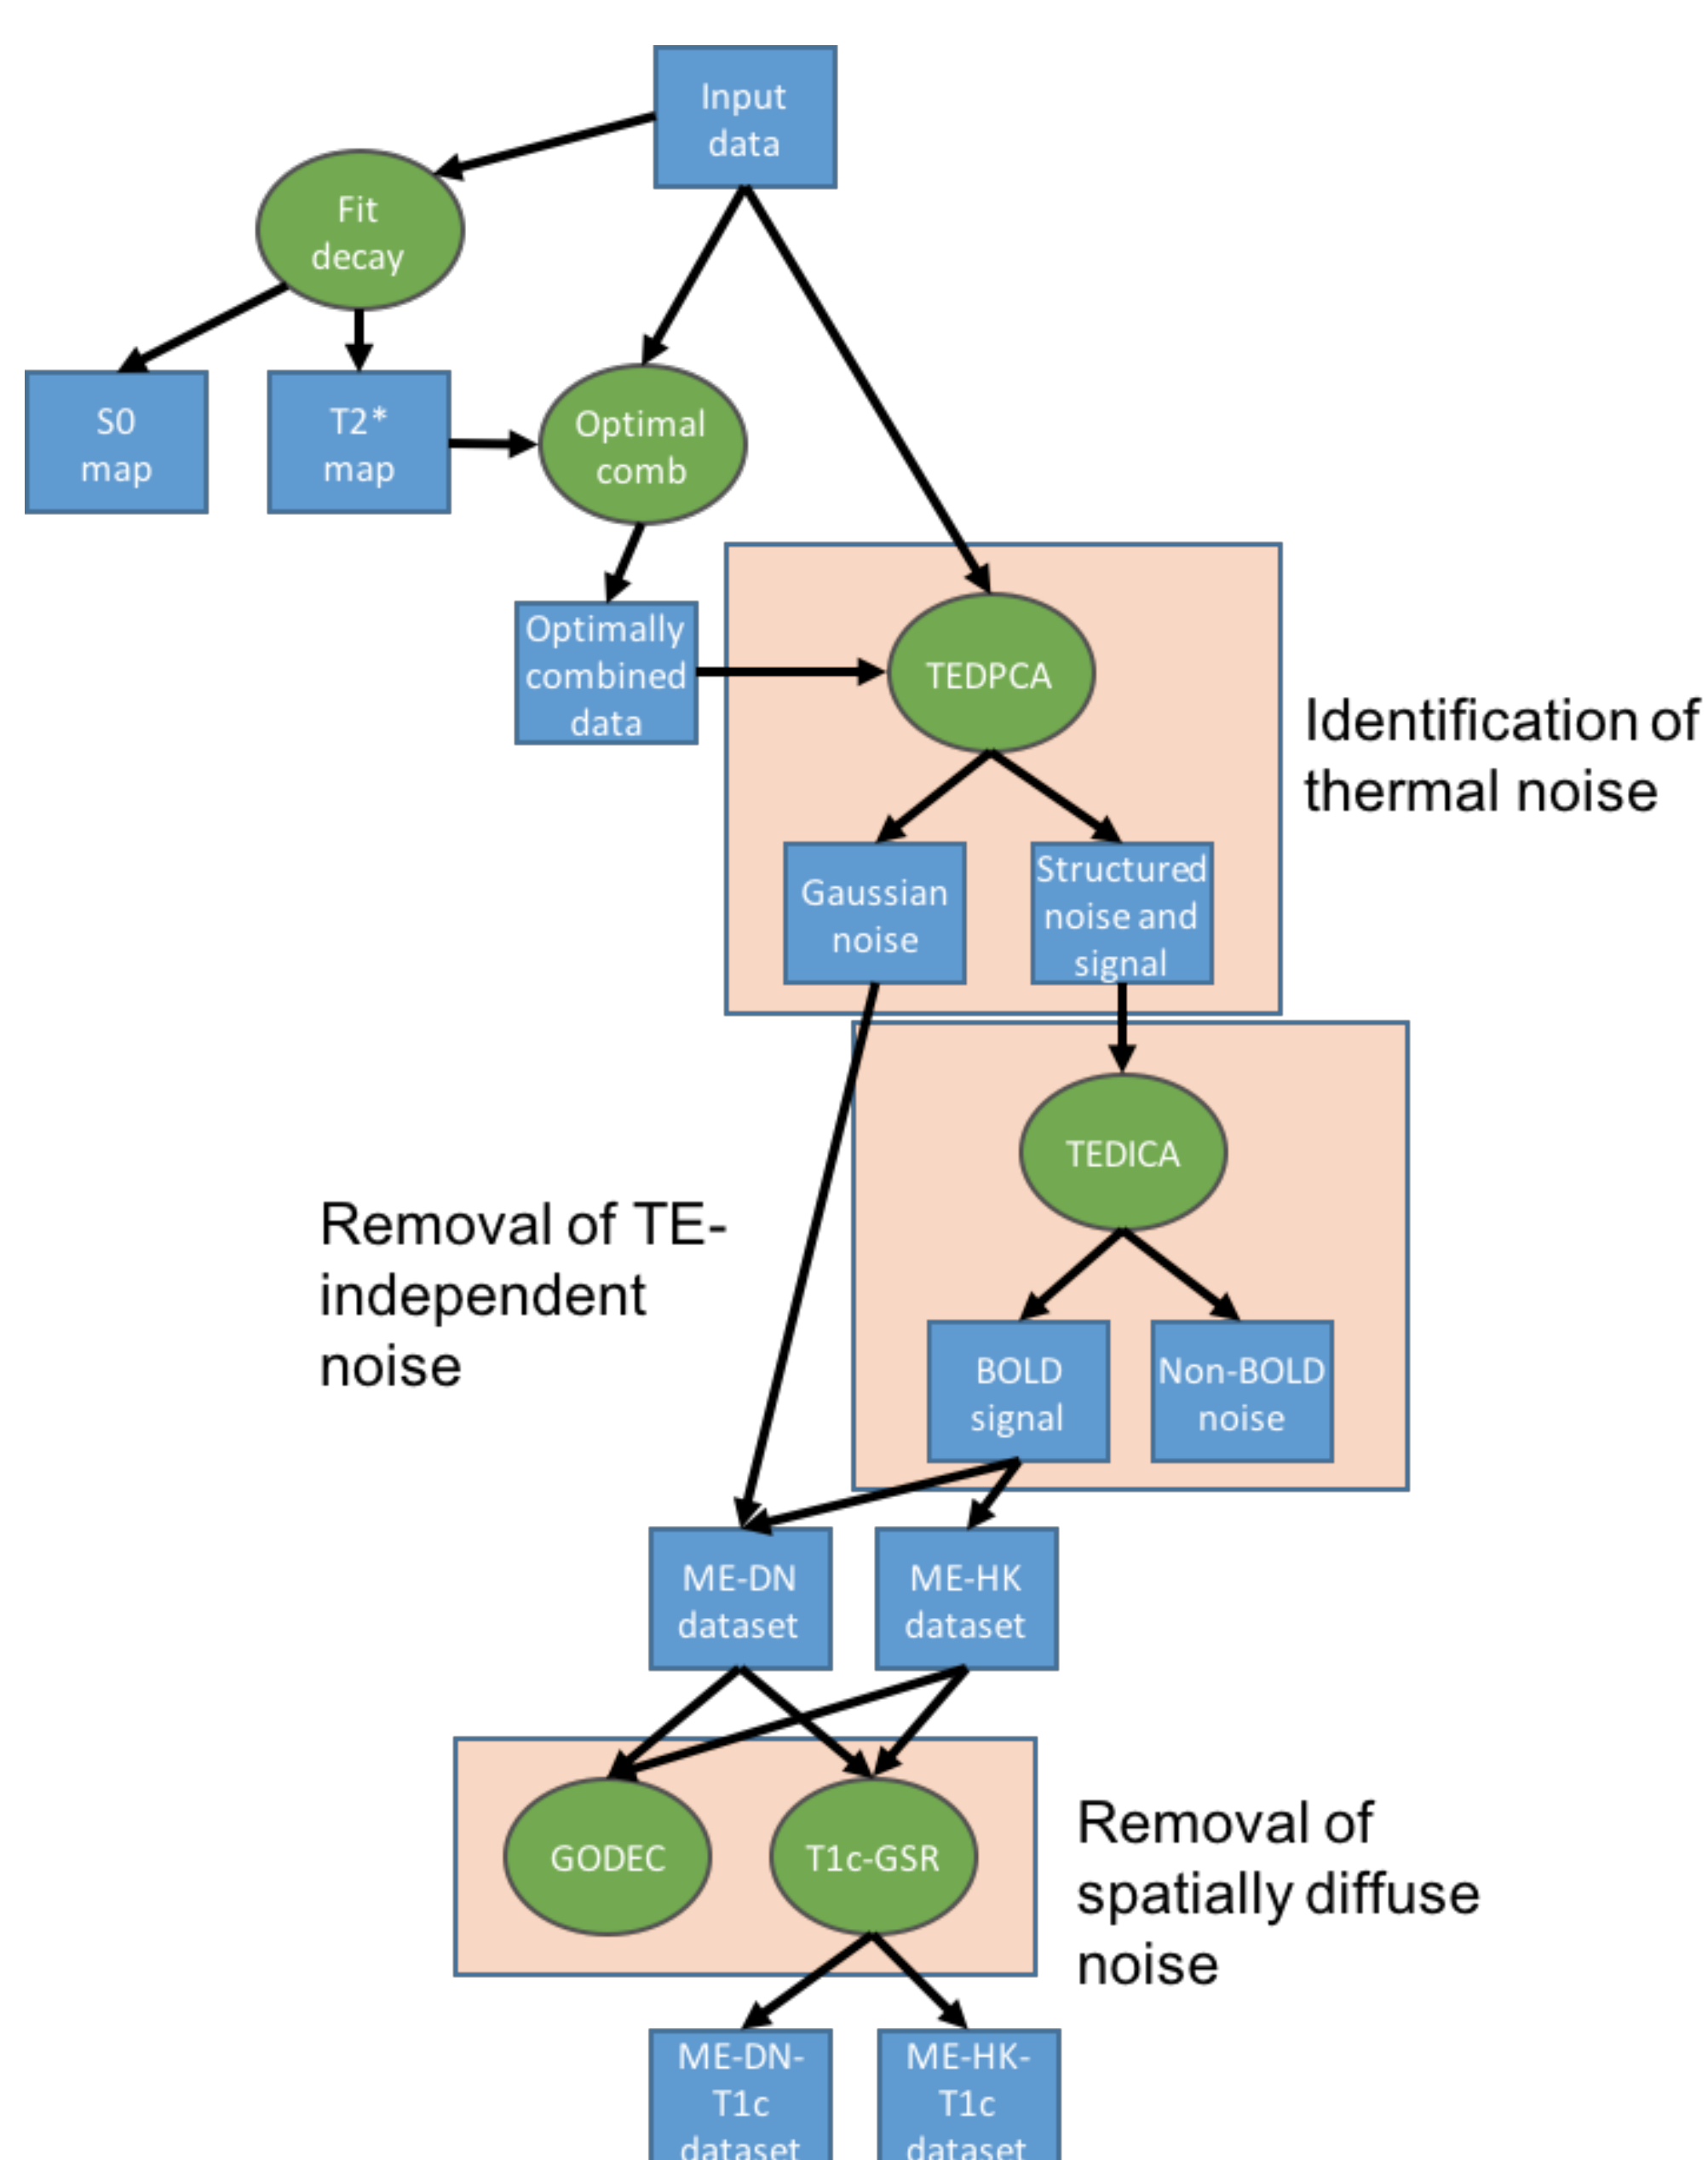 Input
data
Fit
decay
S0
map
T2*
map
Optimal
comb
Optimally
combined
data
TEDPCA
Identification of
thermal noise
Gaussian
noise
Structured
noise and
signal
TEDICA
Removal of TE-
independent
noise
BOLD
signal
Non-BOLD
noise
ME-DN
dataset
ME-HK
dataset
GODEC
T1c-GSR
Removal of
spatially diffuse
noise
ME-DN-
T1c
dataset
ME-HK-
T1c
dataset